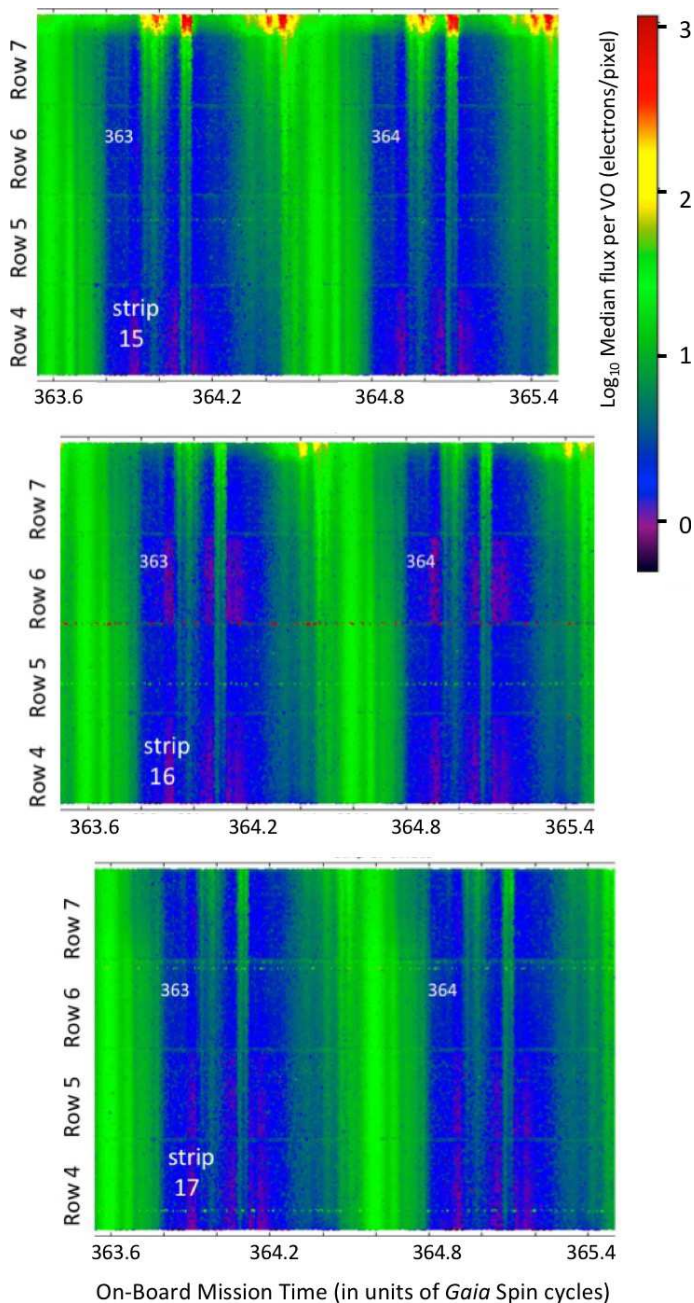 Row 7
Row 6
Row 5
Row 4
363
364
strip
15
363.6 364.2 364.8 365.4
3
2
1
0
Log₁₀ Median flux per VO (electrons/pixel)
Row 7
Row 6
Row 5
Row 4
363
364
strip
16
363.6 364.2 364.8 365.4
Row 7
Row 6
Row 5
Row 4
363
364
strip
17
363.6 364.2 364.8 365.4
On-Board Mission Time (in units of Gaia Spin cycles)